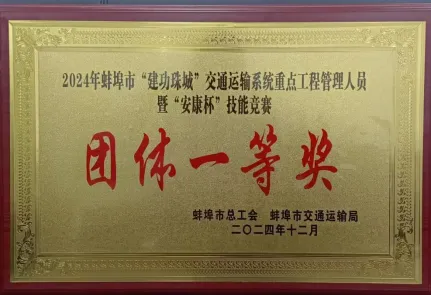 2024年蚌埠市“建功珠城”交通运输系统重点工程管理人员
暨“安康杯”技能竞赛
团体一等奖
蚌埠市总工会 蚌埠市交通运输局
二〇二四年十二月